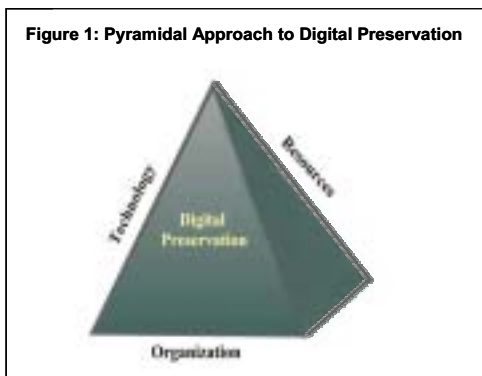 Figure 1: Pyramidal Approach to Digital Preservation
Technology
Resources
Digital
Preservation
Organization